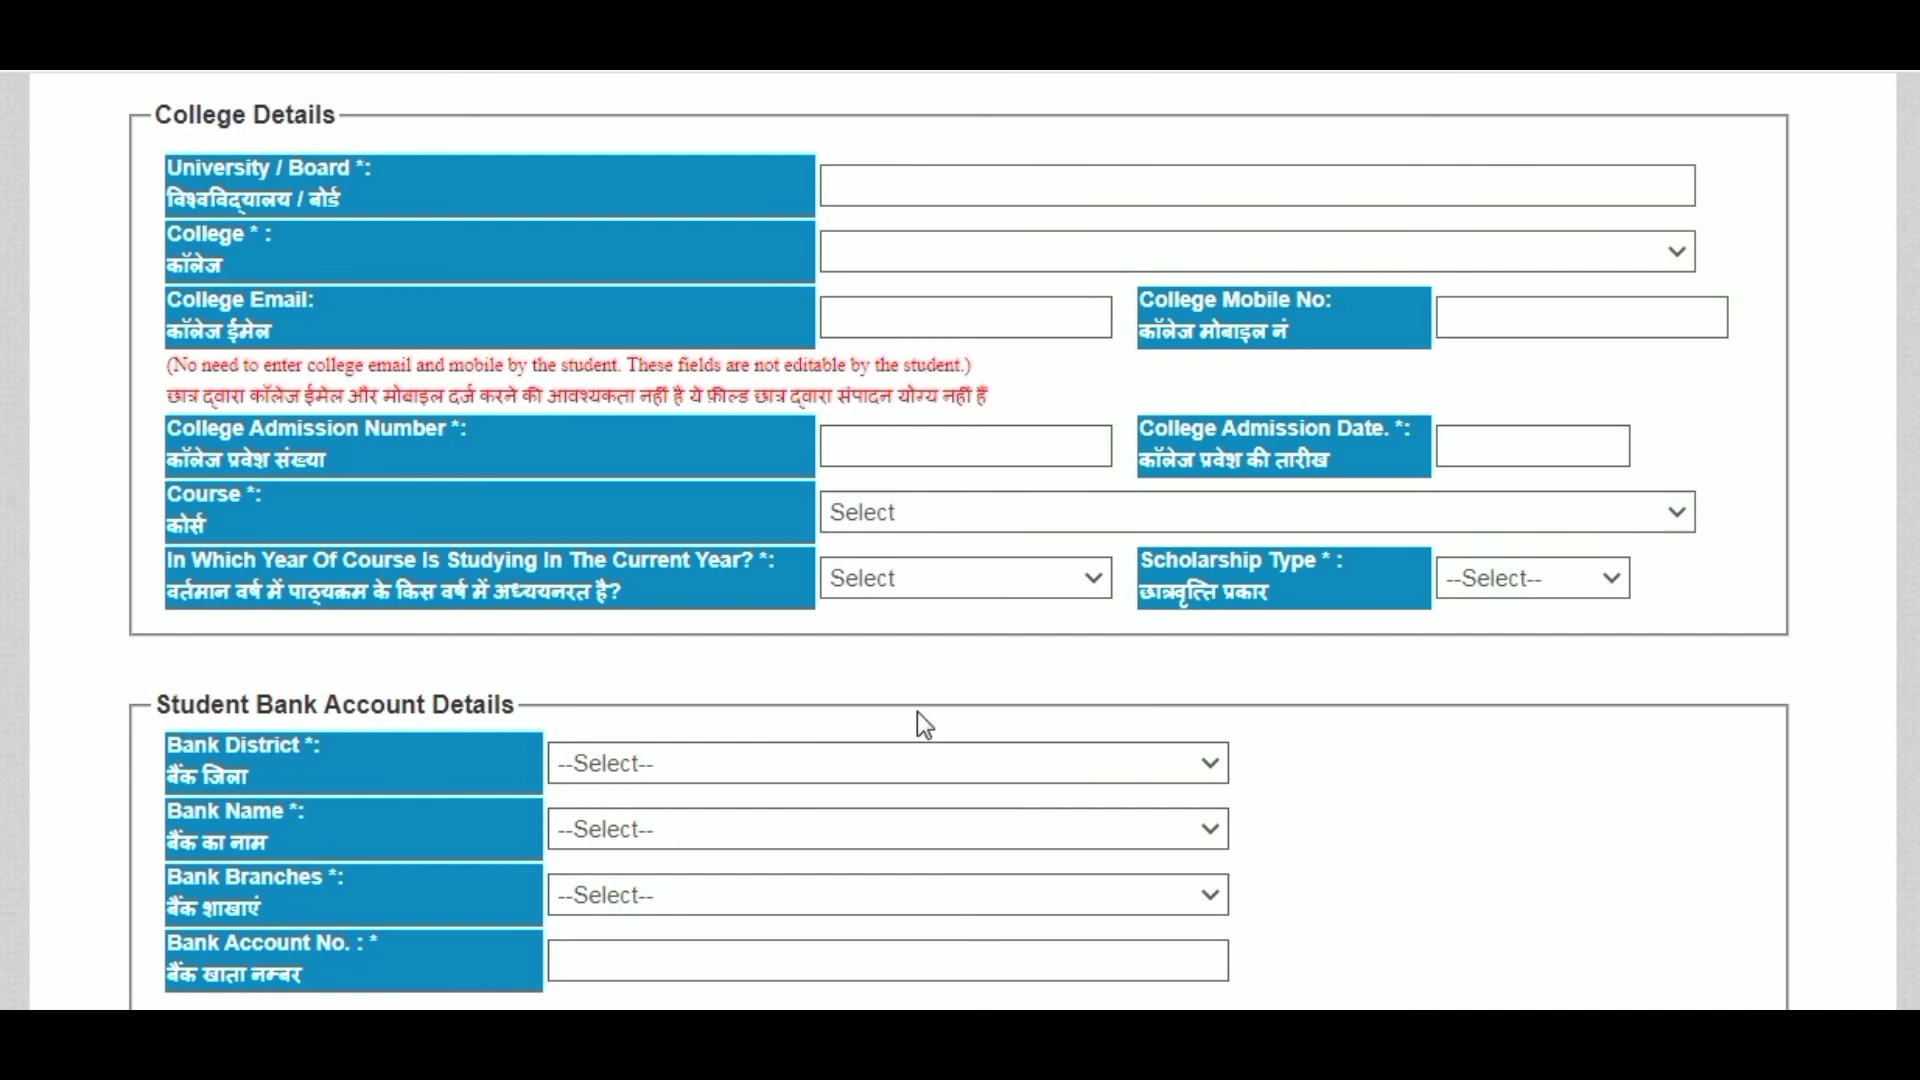 College Details
University / Board *:
विश्वविद्यालय / बोर्ड
College * :
कॉलेज
College Email:
कॉलेज ईमेल
College Mobile No:
कॉलेज मोबाइल नं
(No need to enter college email and mobile by the student. These fields are not editable by the student.)
छात्र द्वारा कॉलेज ईमेल और मोबाइल दर्ज करने की आवश्यकता नहीं है ये फ़ील्ड छात्र द्वारा संपादन योग्य नहीं हैं
College Admission Number *:
कॉलेज प्रवेश संख्या
College Admission Date. *:
कॉलेज प्रवेश की तारीख
Course *:
कोर्स
Select
In Which Year Of Course Is Studying In The Current Year? *:
वर्तमान वर्ष में पाठ्यक्रम के किस वर्ष में अध्ययनरत है?
Select
Scholarship Type * :
छात्रवृत्ति प्रकार
--Select--
Student Bank Account Details
Bank District *:
बैंक जिला
--Select--
Bank Name *:
बैंक का नाम
--Select--
Bank Branches *:
बैंक शाखाएं
--Select--
Bank Account No. : *
बैंक खाता नम्बर